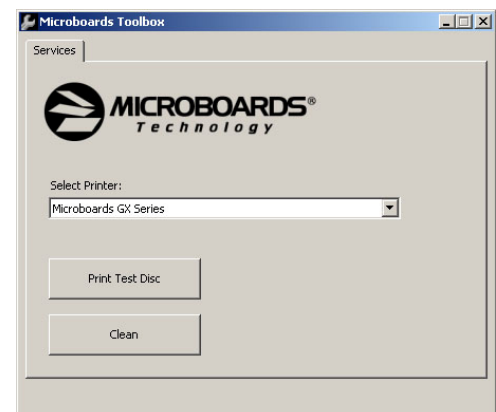 Microboards Toolbox
Services
MICROBOARDS®
Technology
Select Printer:
Microboards GX Series
Print Test Disc
Clean